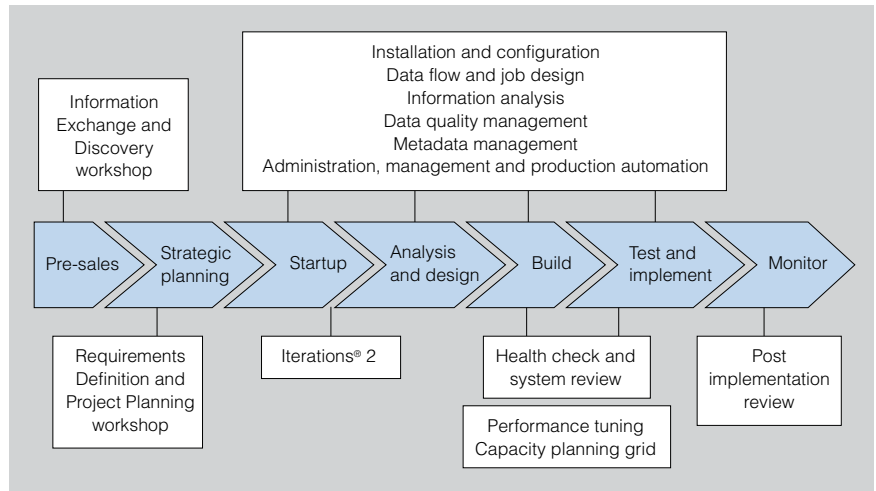 Installation and configuration
Data flow and job design
Information analysis
Data quality management
Metadata management
Administration, management and production automation
Information
Exchange and
Discovery
workshop
Pre-sales
Strategic
planning
Startup
Analysis
and design
Build
Test and
implement
Monitor
Requirements
Definition and
Project Planning
workshop
Iterations® 2
Health check and
system review
Performance tuning
Capacity planning grid
Post
implementation
review